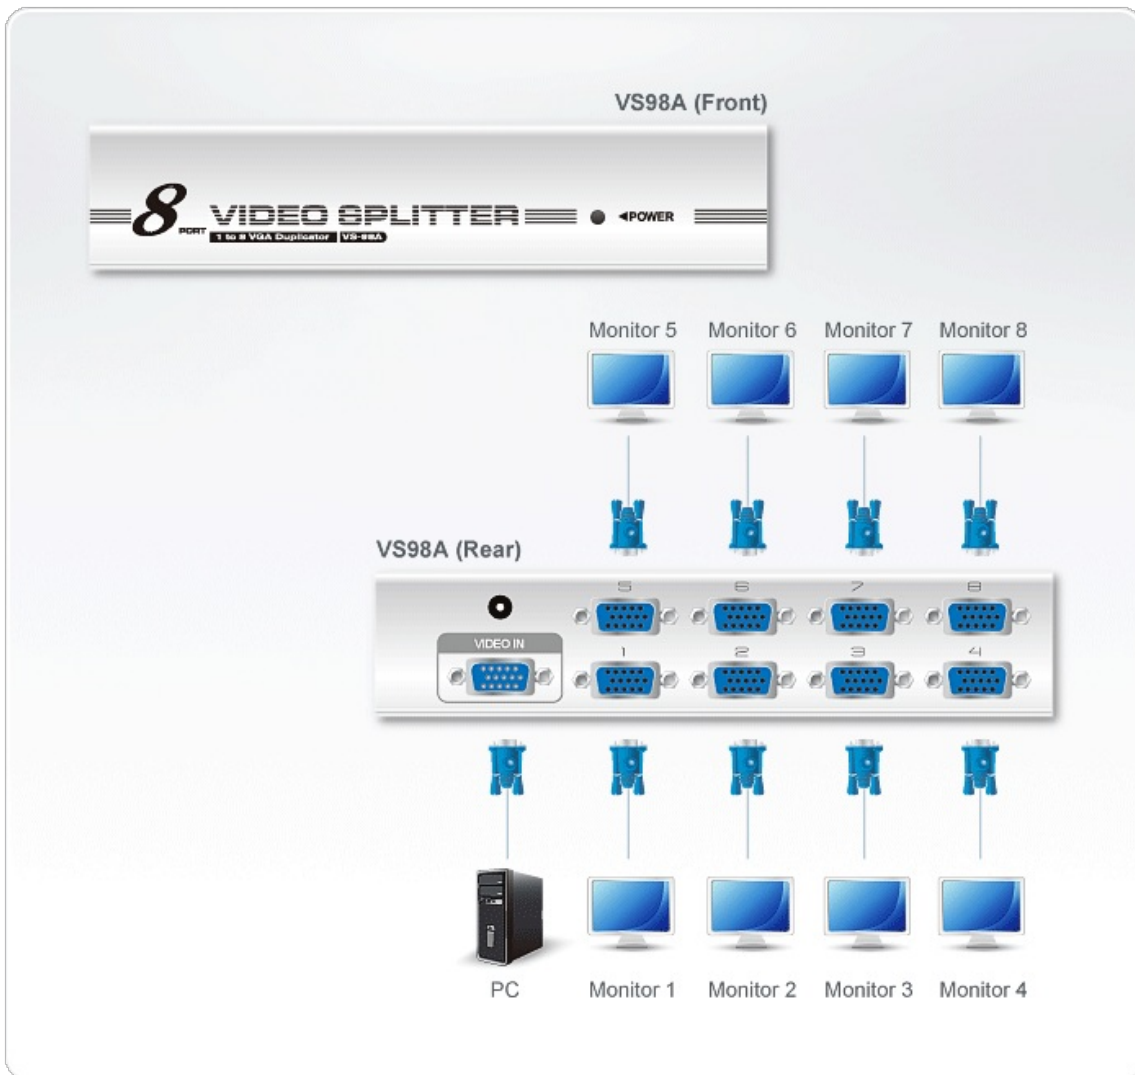 VS98A (Front)
8 PORT VIDEO SPLITTER ◄POWER
1 to 8 VGA Duplicator VS-98A
Monitor 5 Monitor 6 Monitor 7 Monitor 8
VS98A (Rear)
5 6 7 8
VIDEO IN
1 2 3 4
PC Monitor 1 Monitor 2 Monitor 3 Monitor 4